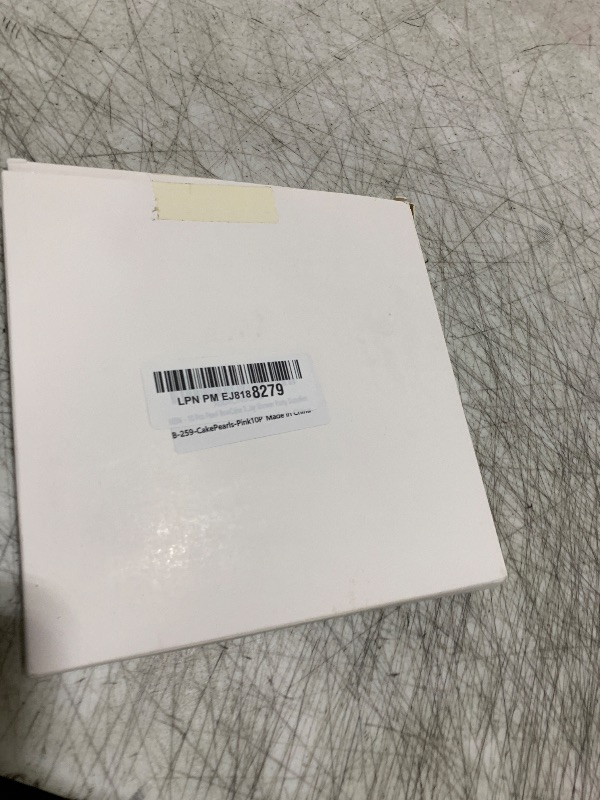 LPN PM EJ8188279
B-259-CakePearls-Pink10P Made in China